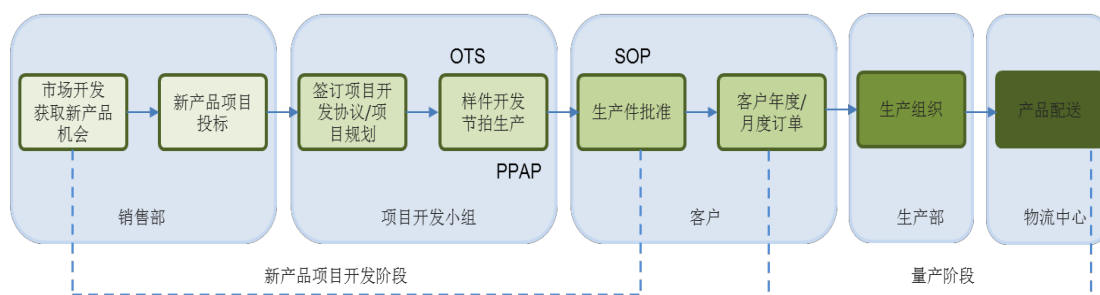 OTS
SOP
市场开发
获取新产品
机会
新产品项目
投标
签订项目开
发协议/项
目规划
样件开发
节拍生产
生产件批准
客户年度/
月度订单
生产组织
产品配送
PPAP
销售部
项目开发小组
客户
生产部
物流中心
新产品项目开发阶段
量产阶段